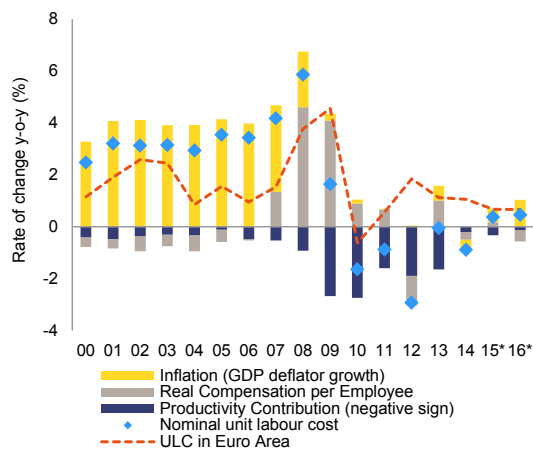 Rate of change y-o-y (%)
8
6
4
2
0
-2
-4
00 01 02 03 04 05 06 07 08 09 10 11 12 13 14 15* 16*
Inflation (GDP deflator growth)
Real Compensation per Employee
Productivity Contribution (negative sign)
Nominal unit labour cost
ULC in Euro Area